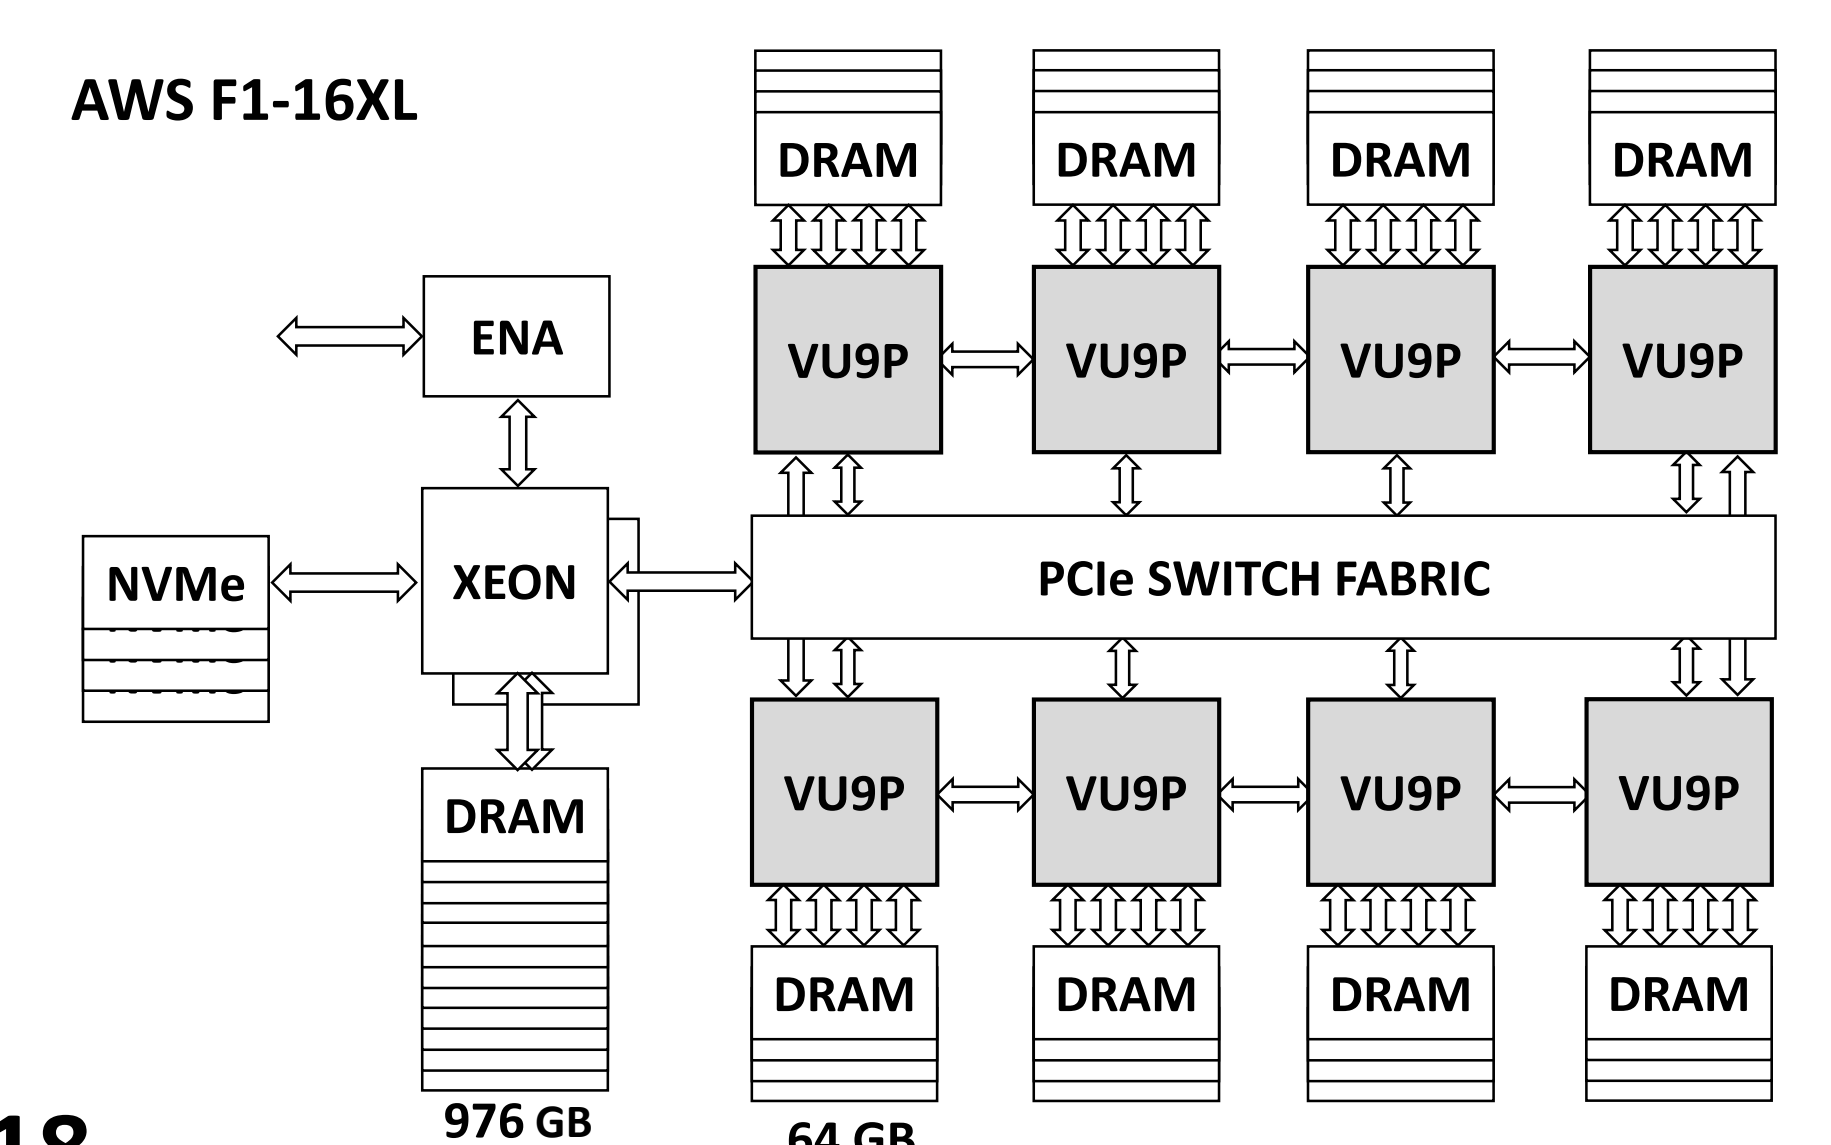 AWS F1-16XL
DRAM DRAM DRAM DRAM
ENA
VU9P VU9P VU9P VU9P
NVMe
XEON
PCIe SWITCH FABRIC
DRAM
VU9P VU9P VU9P VU9P
DRAM DRAM DRAM DRAM
976 GB
64 GB
18